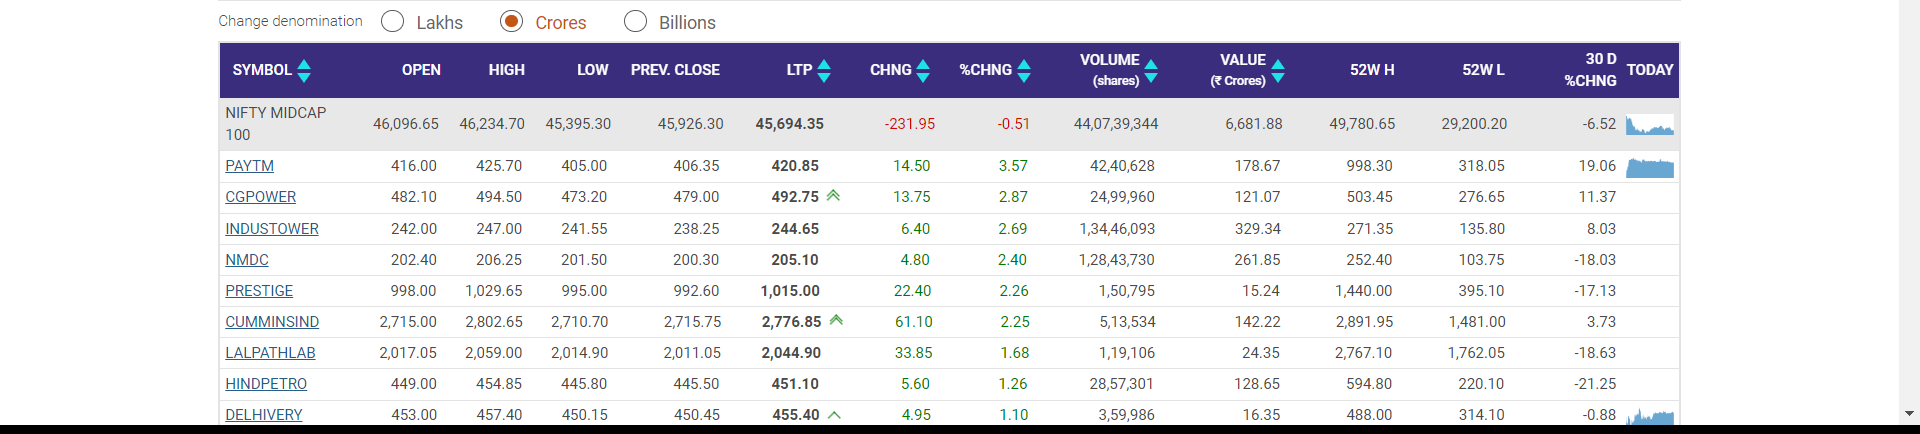 Change denomination Lakhs Crores Billions
SYMBOL OPEN HIGH LOW PREV. CLOSE LTP CHNG %CHNG VOLUME (shares) VALUE (₹ Crores) 52W H 52W L 30 D %CHNG TODAY
NIFTY MIDCAP 100 46,096.65 46,234.70 45,395.30 45,926.30 45,694.35 -231.95 -0.51 44,07,39,344 6,681.88 49,780.65 29,200.20 -6.52
PAYTM 416.00 425.70 405.00 406.35 420.85 14.50 3.57 42,40,628 178.67 998.30 318.05 19.06
CGPOWER 482.10 494.50 473.20 479.00 492.75 13.75 2.87 24,99,960 121.07 503.45 276.65 11.37
INDUSTOWER 242.00 247.00 241.55 238.25 244.65 6.40 2.69 1,34,46,093 329.34 271.35 135.80 8.03
NMDC 202.40 206.25 201.50 200.30 205.10 4.80 2.40 1,28,43,730 261.85 252.40 103.75 -18.03
PRESTIGE 998.00 1,029.65 995.00 992.60 1,015.00 22.40 2.26 1,50,795 15.24 1,440.00 395.10 -17.13
CUMMINSIND 2,715.00 2,802.65 2,710.70 2,715.75 2,776.85 61.10 2.25 5,13,534 142.22 2,891.95 1,481.00 3.73
LALPATHLAB 2,017.05 2,059.00 2,014.90 2,011.05 2,044.90 33.85 1.68 1,19,106 24.35 2,767.10 1,762.05 -18.63
HINDPETRO 449.00 454.85 445.80 445.50 451.10 5.60 1.26 28,57,301 128.65 594.80 220.10 -21.25
DELHIVERY 453.00 457.40 450.15 450.45 455.40 4.95 1.10 3,59,986 16.35 488.00 314.10 -0.88